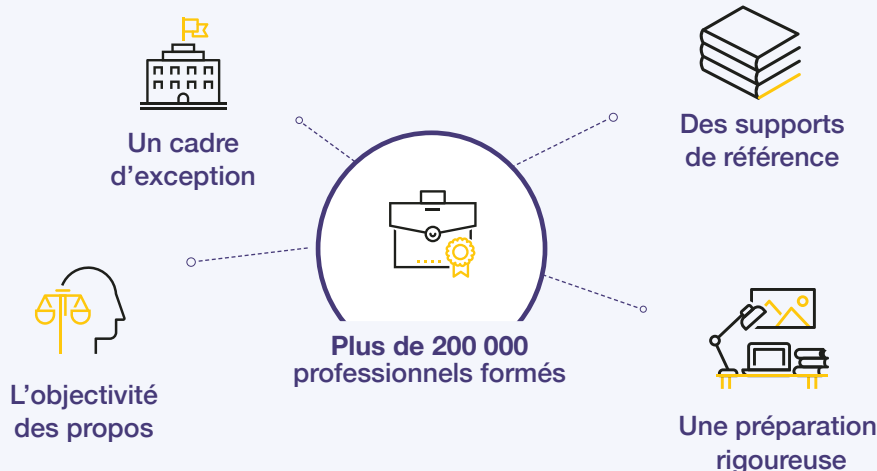 Un cadre
d’exception
Des supports
de référence
L’objectivité
des propos
Plus de 200 000
professionnels formés
Une préparation
rigoureuse